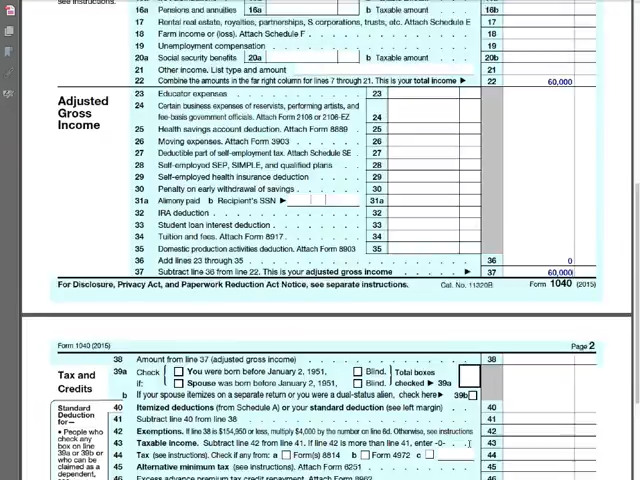 see instructions.
16a Pensions and annuities 16a b Taxable amount 16b
17 Rental real estate, royalties, partnerships, S corporations, trusts, etc. Attach Schedule E 17
18 Farm income or (loss). Attach Schedule F . . 18
19 Unemployment compensation 19
20a Social security benefits 20a b Taxable amount 20b
21 Other income. List type and amount 21
22 Combine the amounts in the far right column for lines 7 through 21. This is your total income ▶ 22 60,000
Adjusted Gross Income
23 Educator expenses 23
24 Certain business expenses of reservists, performing artists, and
fee-basis government officials. Attach Form 2106 or 2106-EZ 24
25 Health savings account deduction. Attach Form 8889 . 25
26 Moving expenses. Attach Form 3903 26
27 Deductible part of self-employment tax. Attach Schedule SE . 27
28 Self-employed SEP, SIMPLE, and qualified plans . . 28
29 Self-employed health insurance deduction . . . . 29
30 Penalty on early withdrawal of savings . . . . . . 30
31a Alimony paid b Recipient's SSN ▶ 31a
32 IRA deduction . . . . . . . 32
33 Student loan interest deduction . . . . . . . . 33
34 Tuition and fees. Attach Form 8917 . . . . . . . 34
35 Domestic production activities deduction. Attach Form 8903 35
36 Add lines 23 through 35 . . . . . . . . . . . . . 36 0
37 Subtract line 36 from line 22. This is your adjusted gross income . . . . . ▶ 37 60,000
For Disclosure, Privacy Act, and Paperwork Reduction Act Notice, see separate instructions. Cat. No. 11320B Form 1040 (2015)
Form 1040 (2015) Page 2
38 Amount from line 37 (adjusted gross income) . . . . . . . . . . 38
Tax and Credits
39a Check if: You were born before January 2, 1951, Blind. Total boxes
Spouse was born before January 2, 1951, Blind. checked ▶ 39a
b If your spouse itemizes on a separate return or you were a dual-status alien, check here ▶ 39b
Standard Deduction for—
• People who check any box on line 39a or 39b or who can be claimed as a dependent,
40 Itemized deductions (from Schedule A) or your standard deduction (see left margin) . . 40
41 Subtract line 40 from line 38 41
42 Exemptions. If line 38 is $154,950 or less, multiply $4,000 by the number on line 6d. Otherwise, see instructions 42
43 Taxable income. Subtract line 42 from line 41. If line 42 is more than line 41, enter -0- . . 43
44 Tax (see instructions). Check if any from: a Form(s) 8814 b Form 4972 c 44
45 Alternative minimum tax (see instructions). Attach Form 6251 45
46 Excess advance premium tax credit repayment. Attach Form 8962 46